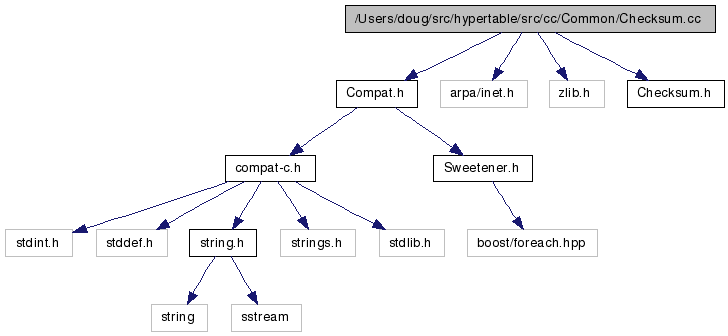 /Users/doug/src/hypertable/src/cc/Common/Checksum.cc
Compat.h
arpa/inet.h
zlib.h
Checksum.h
compat-c.h
Sweetener.h
stdint.h
stddef.h
string.h
strings.h
stdlib.h
boost/foreach.hpp
string
sstream